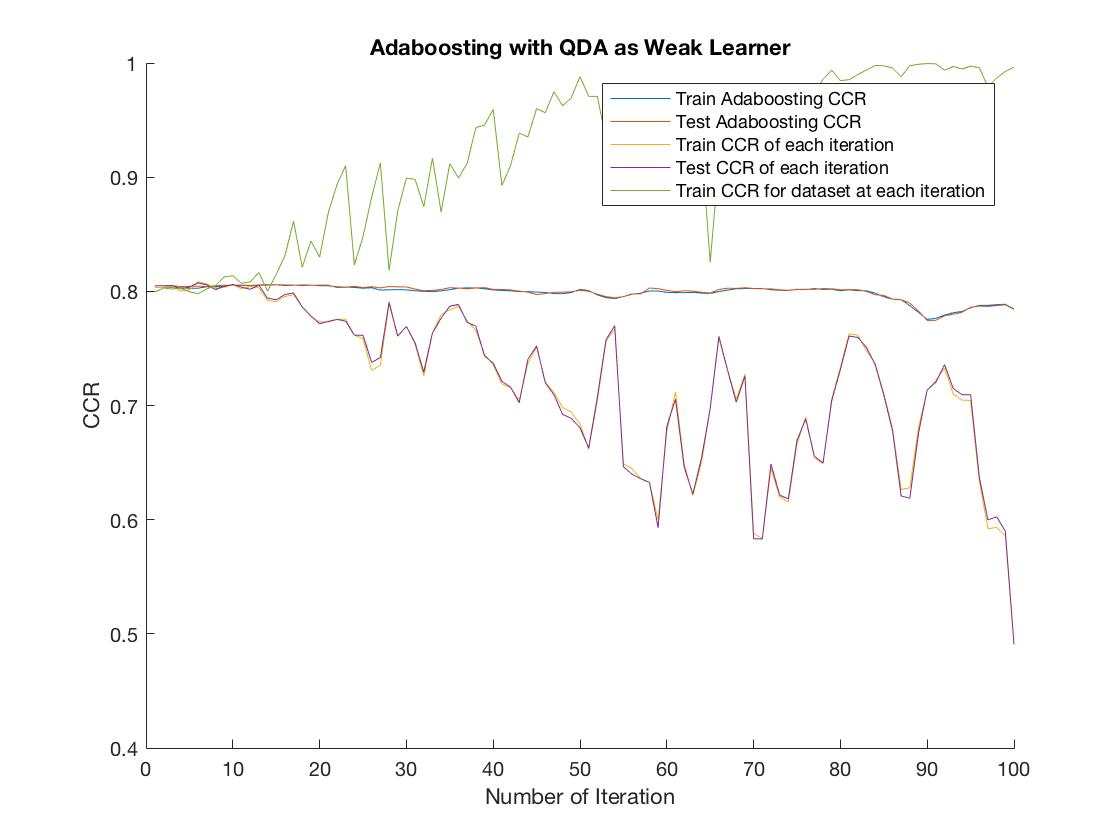 Adaboosting with QDA as Weak Learner
1
Train Adaboosting CCR
Test Adaboosting CCR
Train CCR of each iteration
Test CCR of each iteration
Train CCR for dataset at each iteration
0.9
0.8
0.7
CCR
0.6
0.5
0.4
0 10 20 30 40 50 60 70 80 90 100
Number of Iteration